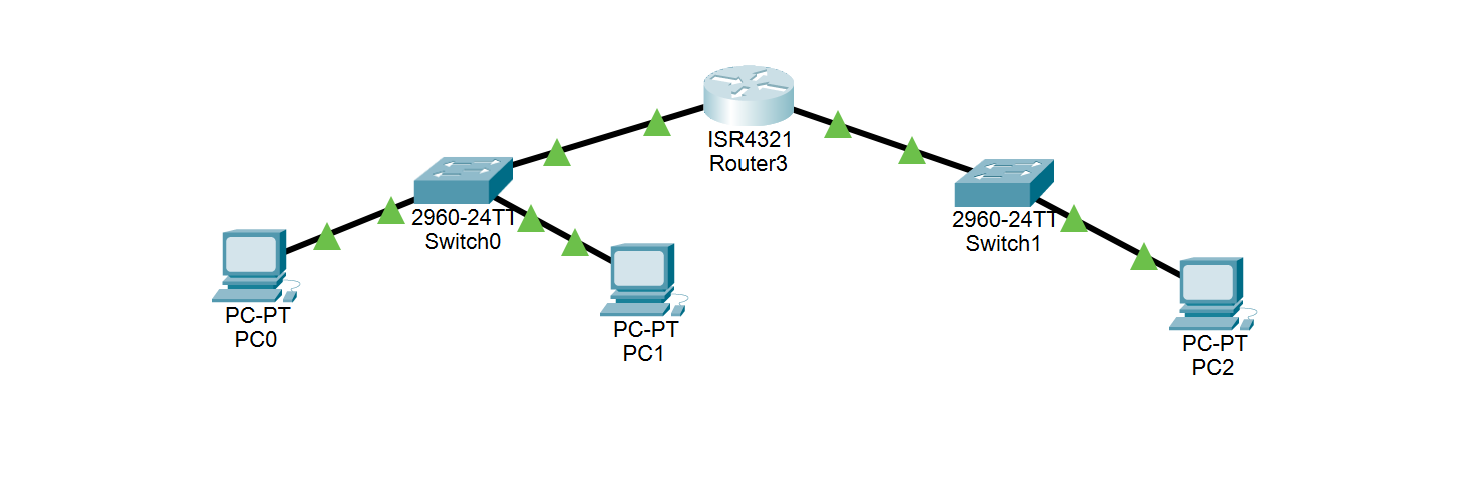 ISR4321
Router3
2960-24TT
Switch0
2960-24TT
Switch1
PC-PT
PC0
PC-PT
PC1
PC-PT
PC2